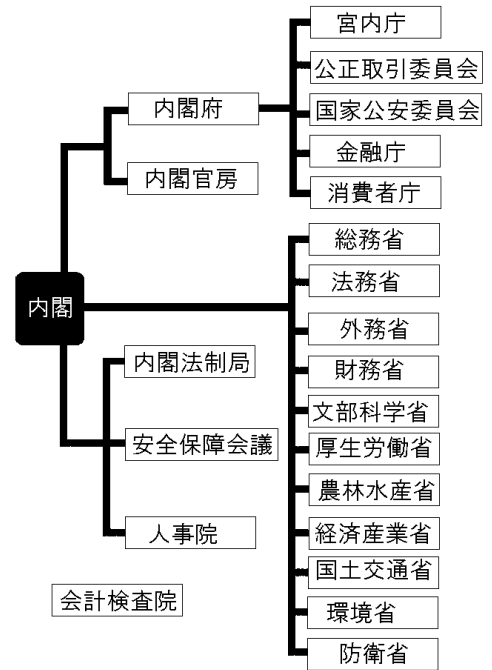 宮内庁
公正取引委員会
内閣府
国家公安委員会
金融庁
内閣官房
消費者庁
総務省
法務省
内閣
外務省
内閣法制局
財務省
文部科学省
安全保障会議
厚生労働省
農林水産省
人事院
経済産業省
国土交通省
会計検査院
環境省
防衛省